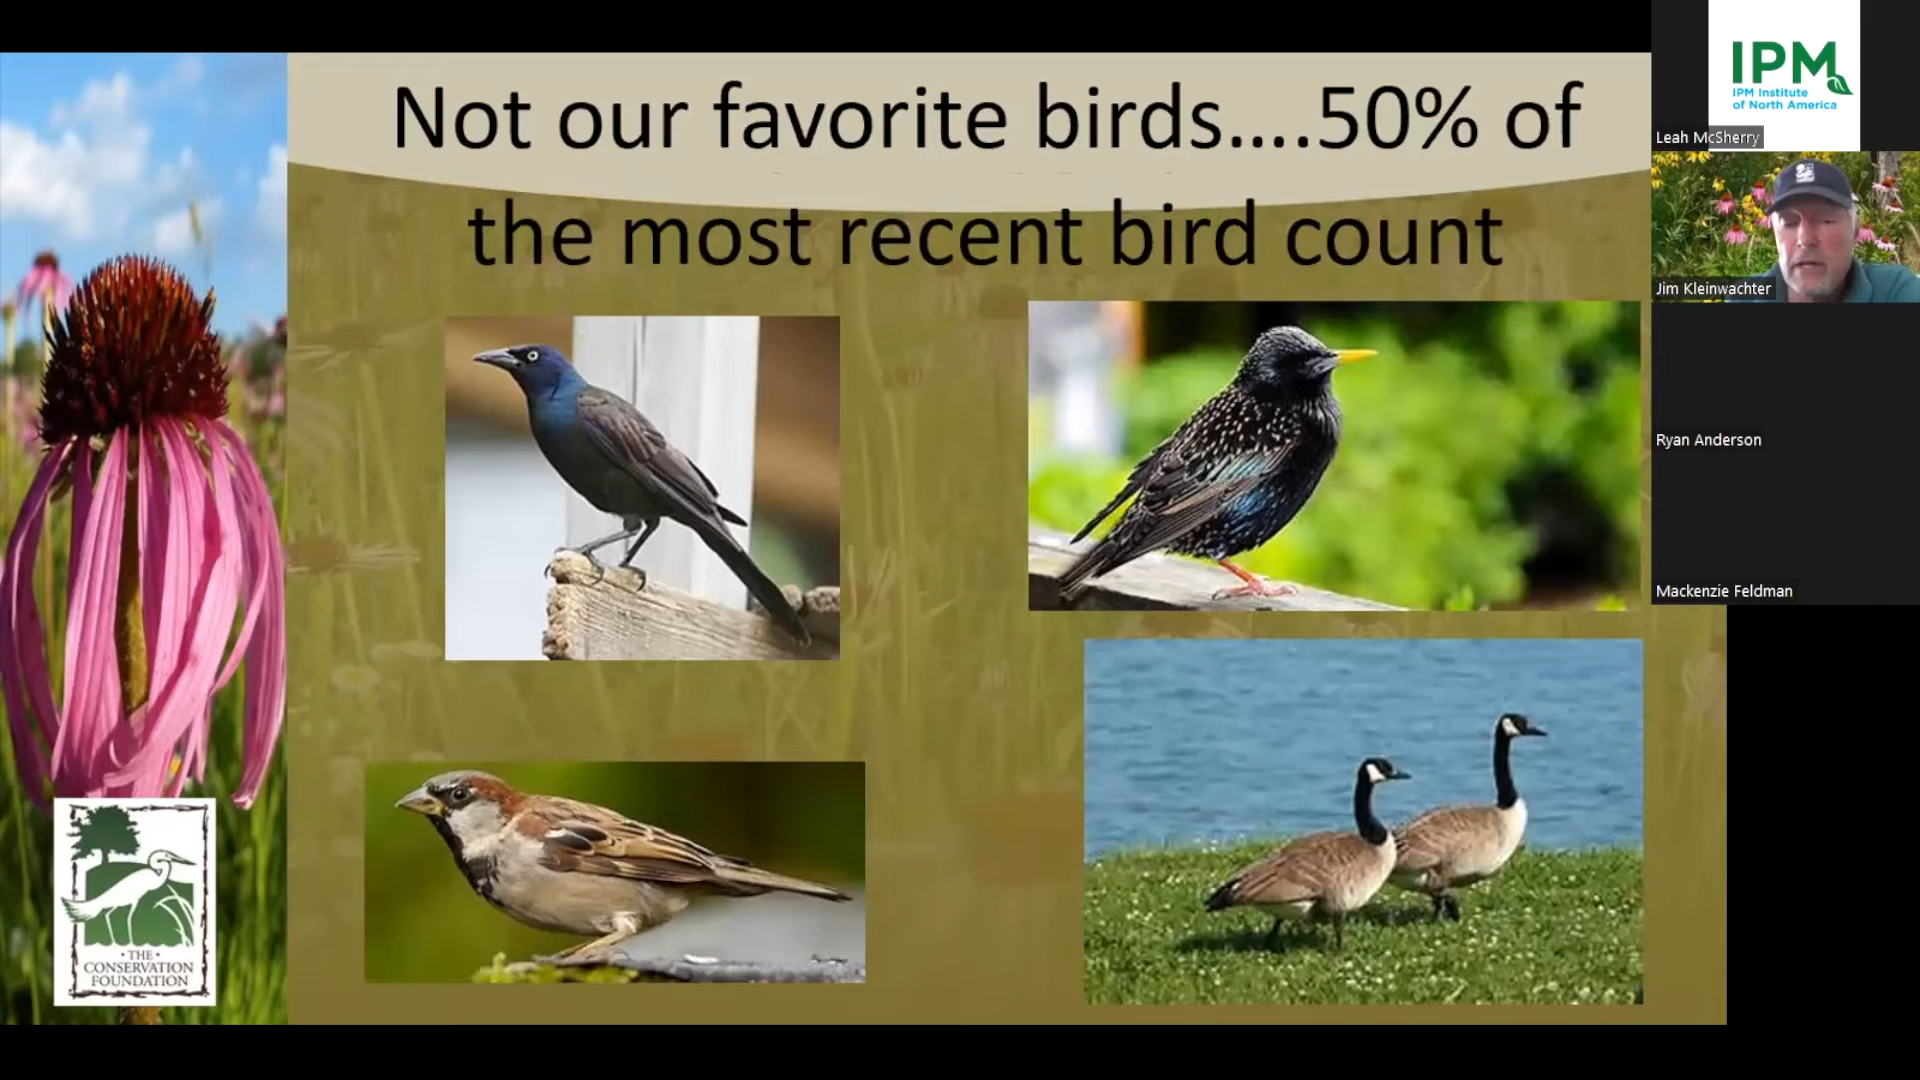 Not our favorite birds....50% of
the most recent bird count
IPM
IPM Institute
of North America
Leah McSherry
Jim Kleinwachter
Ryan Anderson
Mackenzie Feldman
• THE •
CONSERVATION
FOUNDATION